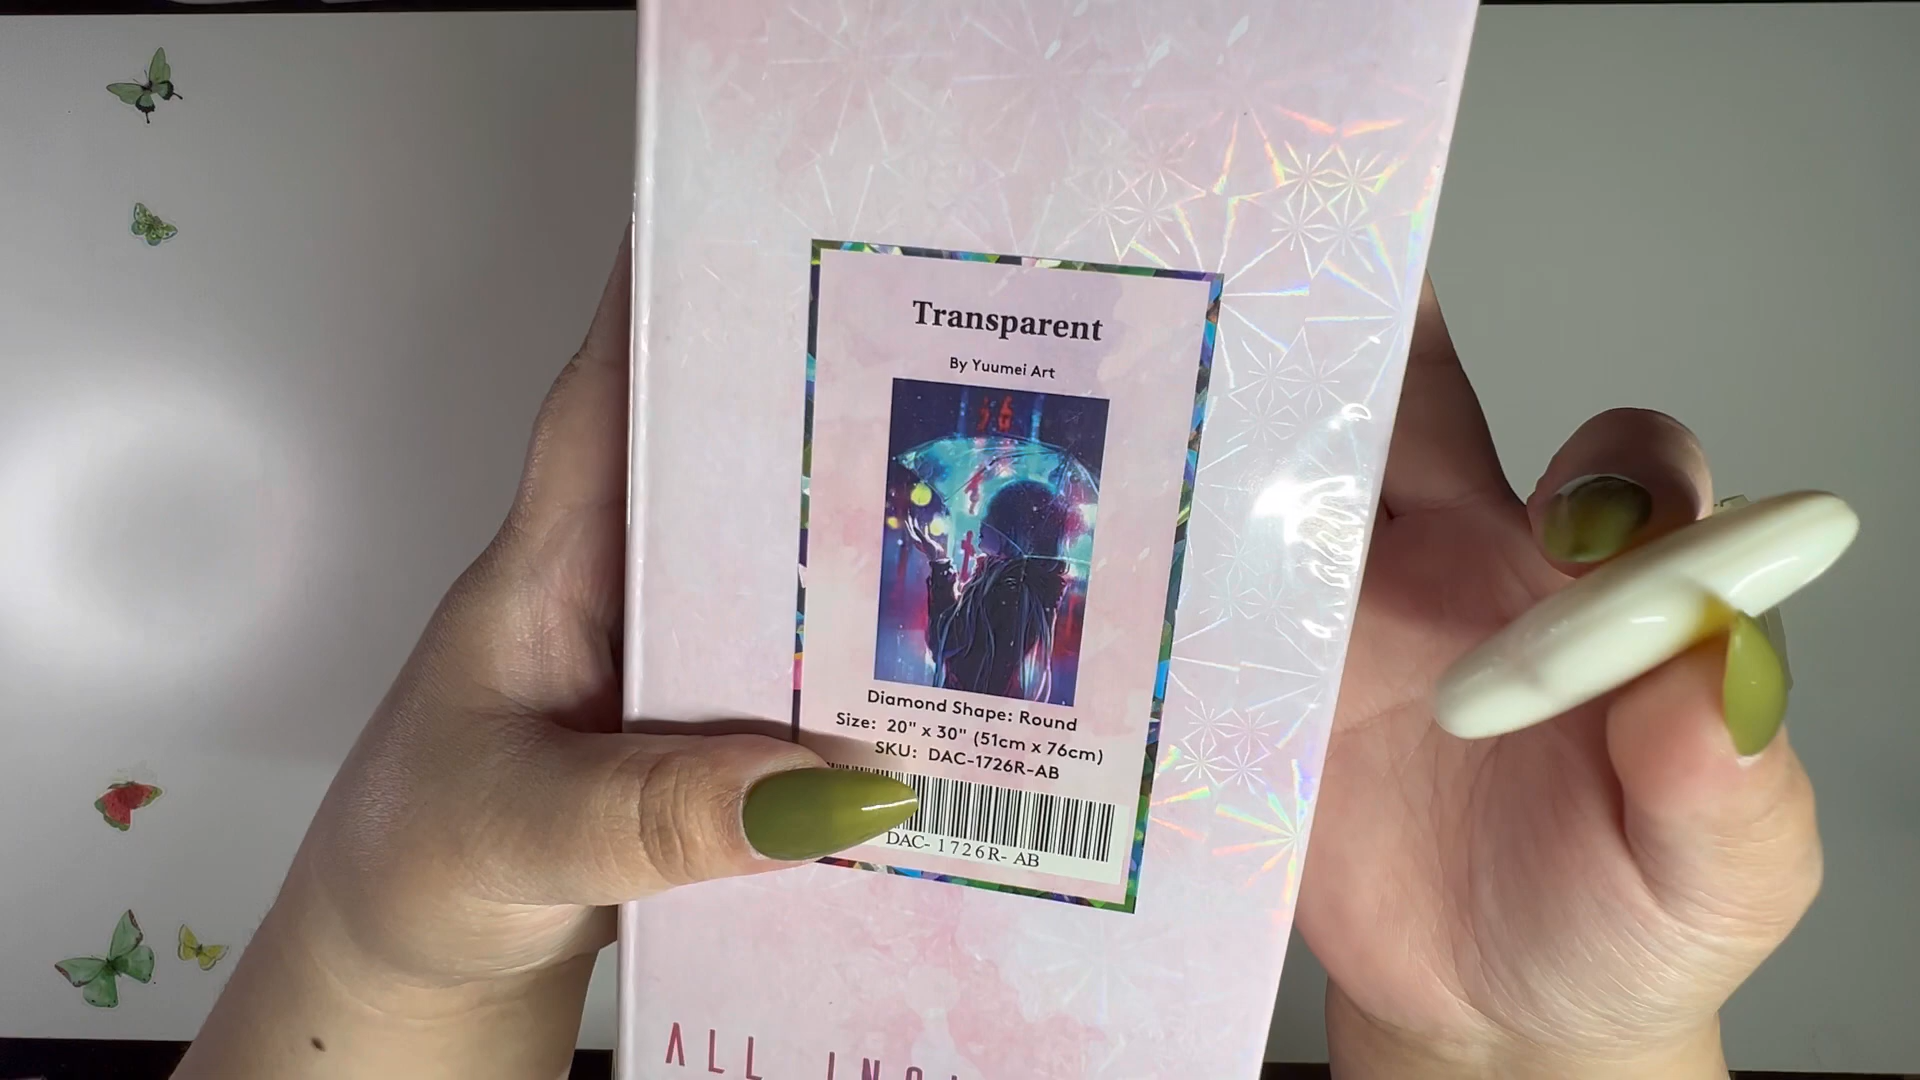 Transparent
By Yuumei Art
Diamond Shape: Round
Size: 20" x 30" (51cm x 76cm)
SKU: DAC-1726R-AB
DAC-1726R-AB
ALL